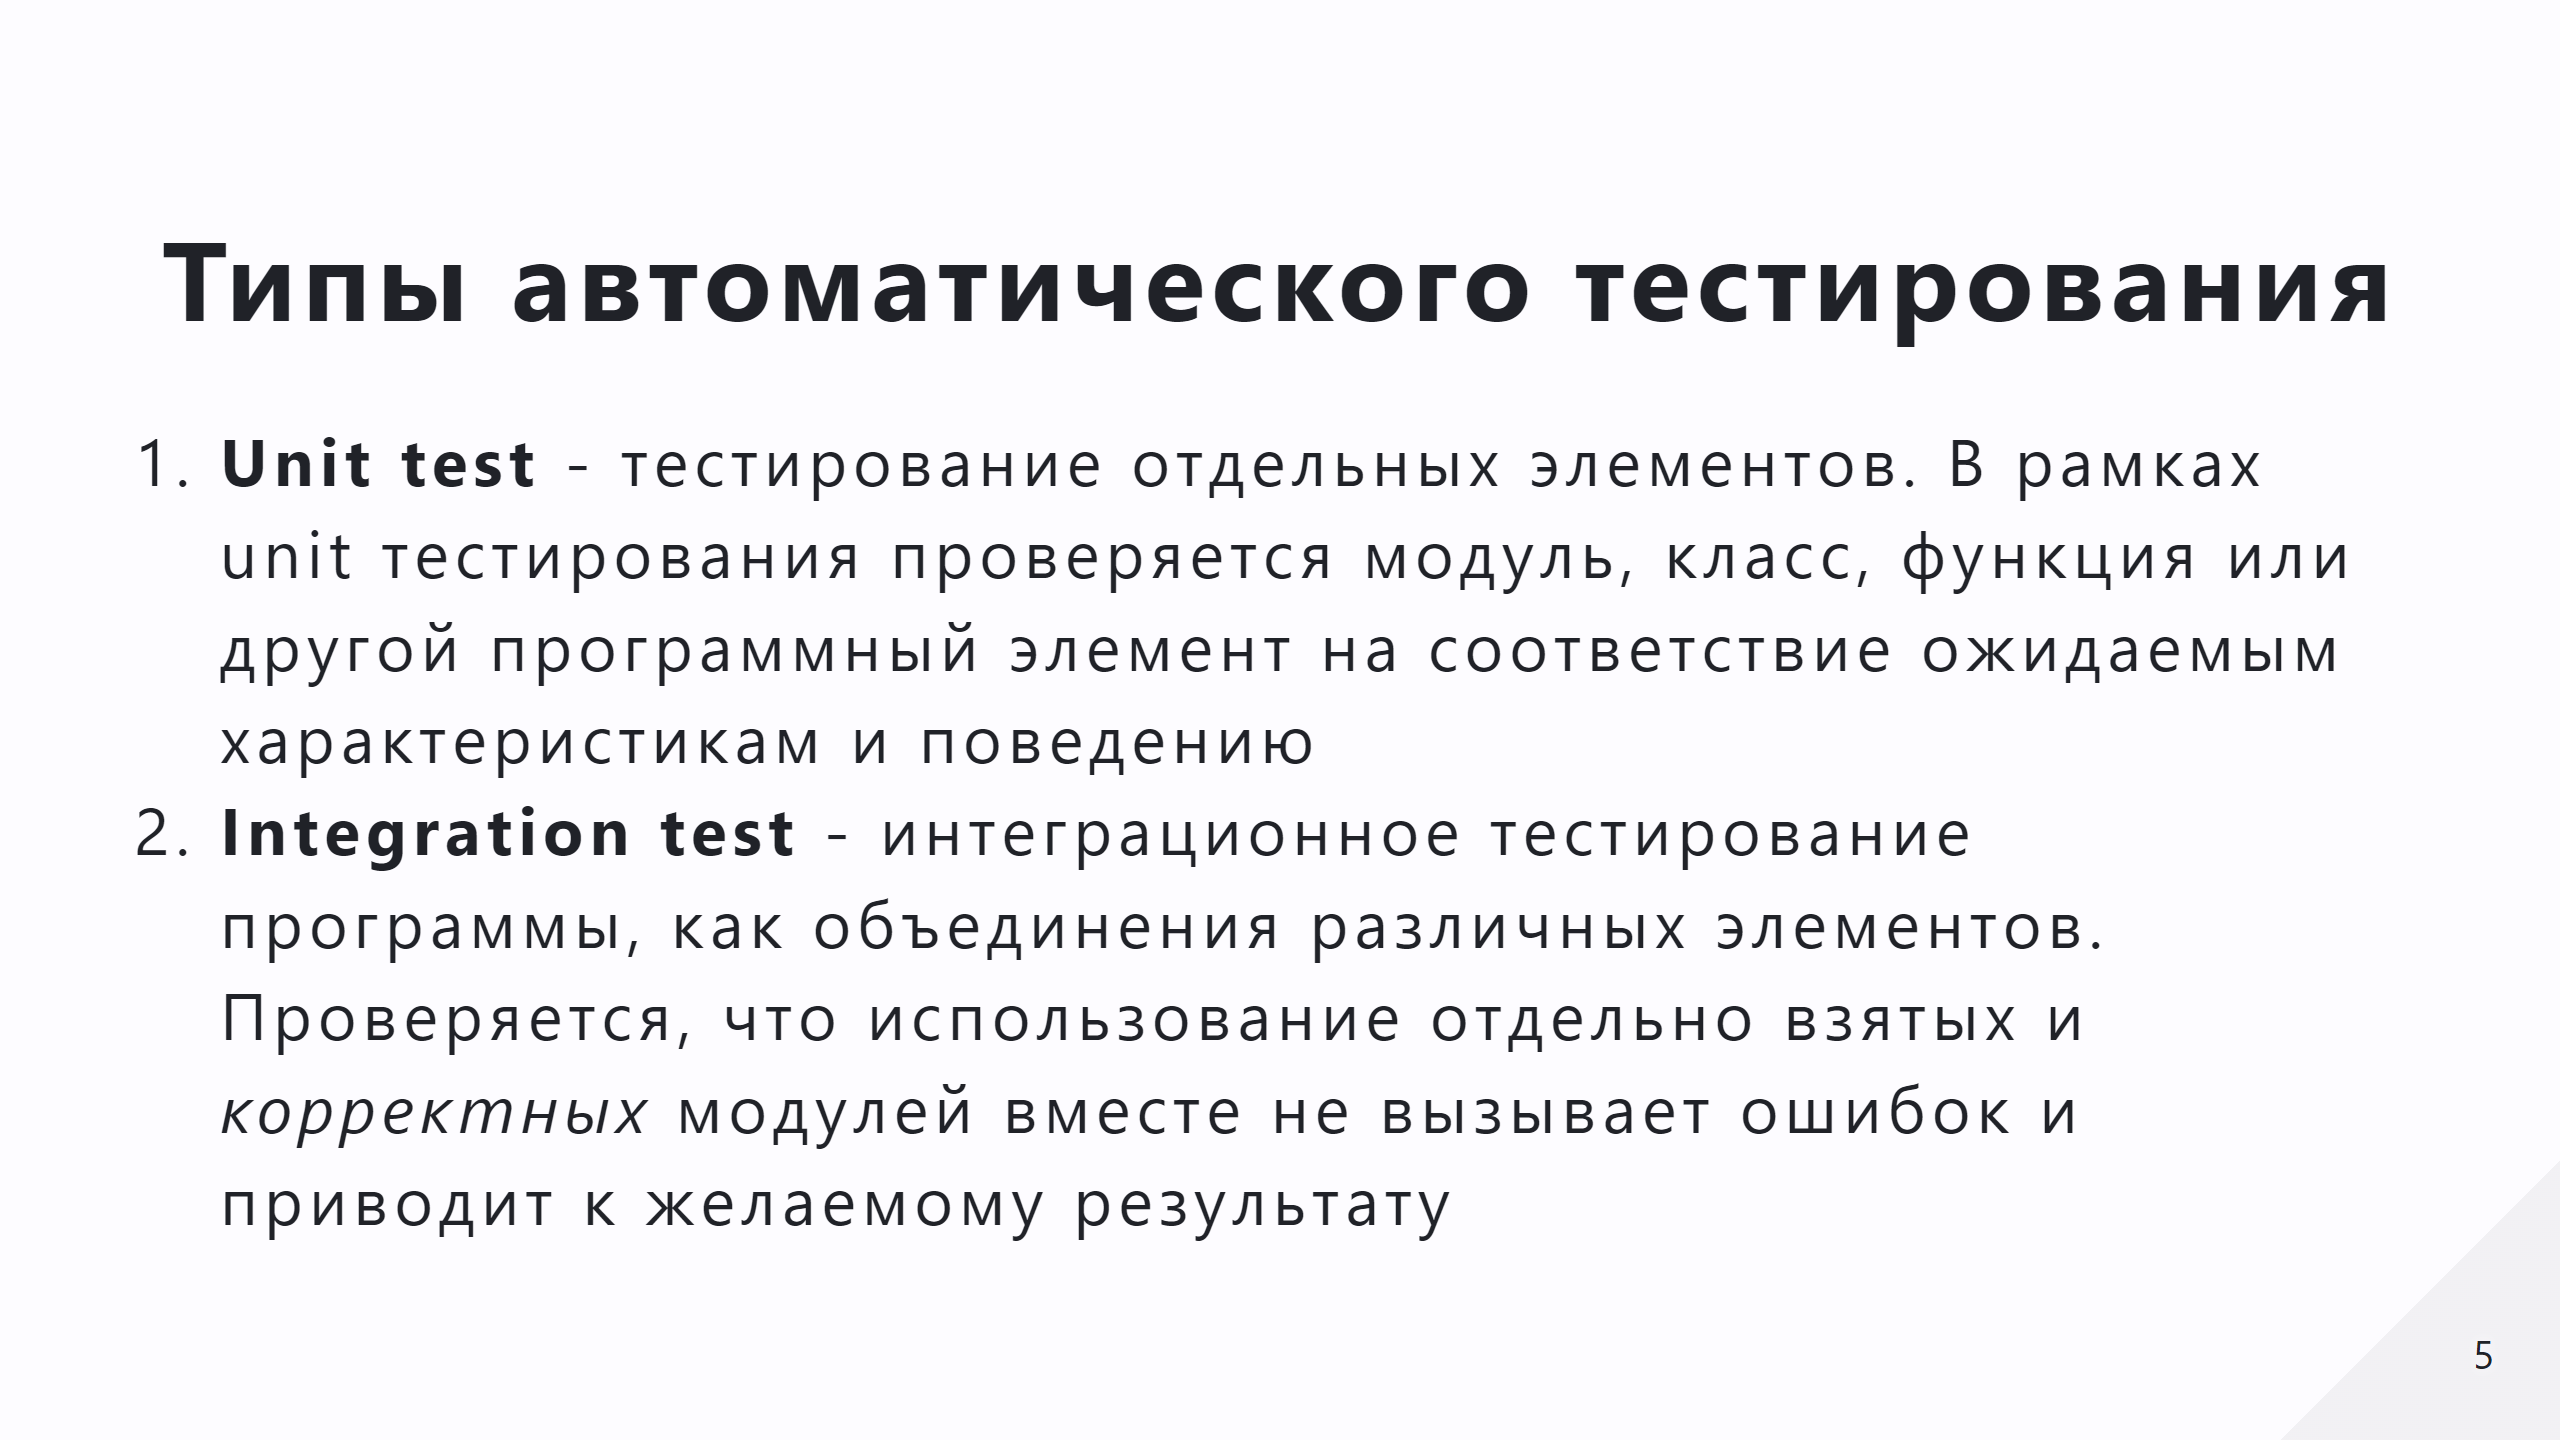 Типы автоматического тестирования
1. Unit test - тестирование отдельных элементов. В рамках
unit тестирования проверяется модуль, класс, функция или
другой программный элемент на соответствие ожидаемым
характеристикам и поведению
2. Integration test - интеграционное тестирование
программы, как объединения различных элементов.
Проверяется, что использование отдельно взятых и
корректных модулей вместе не вызывает ошибок и
приводит к желаемому результату
5